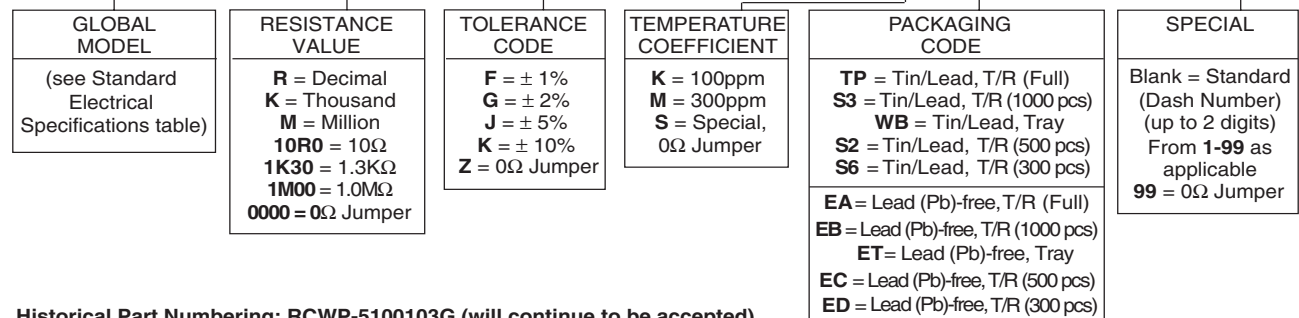 GLOBAL
MODEL
(see Standard
Electrical
Specifications table)
RESISTANCE
VALUE
R = Decimal
K = Thousand
M = Million
10R0 = 10Ω
1K30 = 1.3KΩ
1M00 = 1.0MΩ
0000 = 0Ω Jumper
TOLERANCE
CODE
F = ± 1%
G = ± 2%
J = ± 5%
K = ± 10%
Z = 0Ω Jumper
TEMPERATURE
COEFFICIENT
K = 100ppm
M = 300ppm
S = Special,
0Ω Jumper
PACKAGING
CODE
TP = Tin/Lead, T/R (Full)
S3 = Tin/Lead, T/R (1000 pcs)
WB = Tin/Lead, Tray
S2 = Tin/Lead, T/R (500 pcs)
S6 = Tin/Lead, T/R (300 pcs)
EA = Lead (Pb)-free, T/R (Full)
EB = Lead (Pb)-free, T/R (1000 pcs)
ET = Lead (Pb)-free, Tray
EC = Lead (Pb)-free, T/R (500 pcs)
ED = Lead (Pb)-free, T/R (300 pcs)
SPECIAL
Blank = Standard
(Dash Number)
(up to 2 digits)
From 1-99 as
applicable
99 = 0Ω Jumper
Historical Part Numbering: RCWP-5100103G (will continue to be accepted)